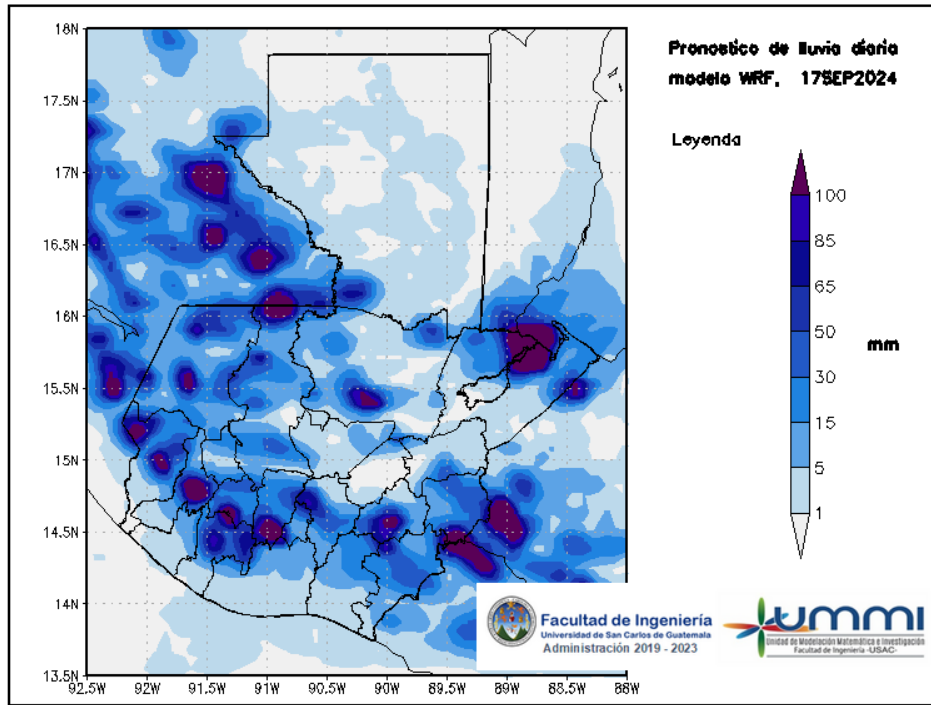 Pronostico de lluvia diaria
modelo WRF, 17SEP2024
Leyenda
100
85
65
50
30
15
5
1
mm
18N
17.5N
17N
16.5N
16N
15.5N
15N
14.5N
14N
13.5N
92.5W
92W
91.5W
91W
90.5W
90W
89.5W
89W
88.5W
88W
Facultad de Ingeniería
Universidad de San Carlos de Guatemala
Administración 2019 - 2023
UMMI
Unidad de Modelación Matemática e Investigación
Facultad de Ingeniería -USAC-